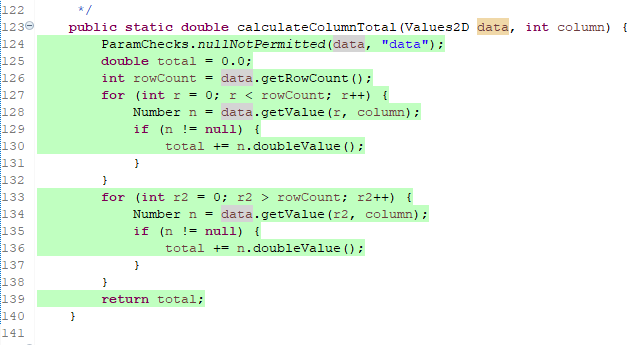 122      */
123    public static double calculateColumnTotal(Values2D data, int column) {
124        ParamChecks.nullNotPermitted(data, "data");
125        double total = 0.0;
126        int rowCount = data.getRowCount();
127        for (int r = 0; r < rowCount; r++) {
128            Number n = data.getValue(r, column);
129            if (n != null) {
130                total += n.doubleValue();
131            }
132        }
133        for (int r2 = 0; r2 > rowCount; r2++) {
134            Number n = data.getValue(r2, column);
135            if (n != null) {
136                total += n.doubleValue();
137            }
138        }
139        return total;
140    }
141